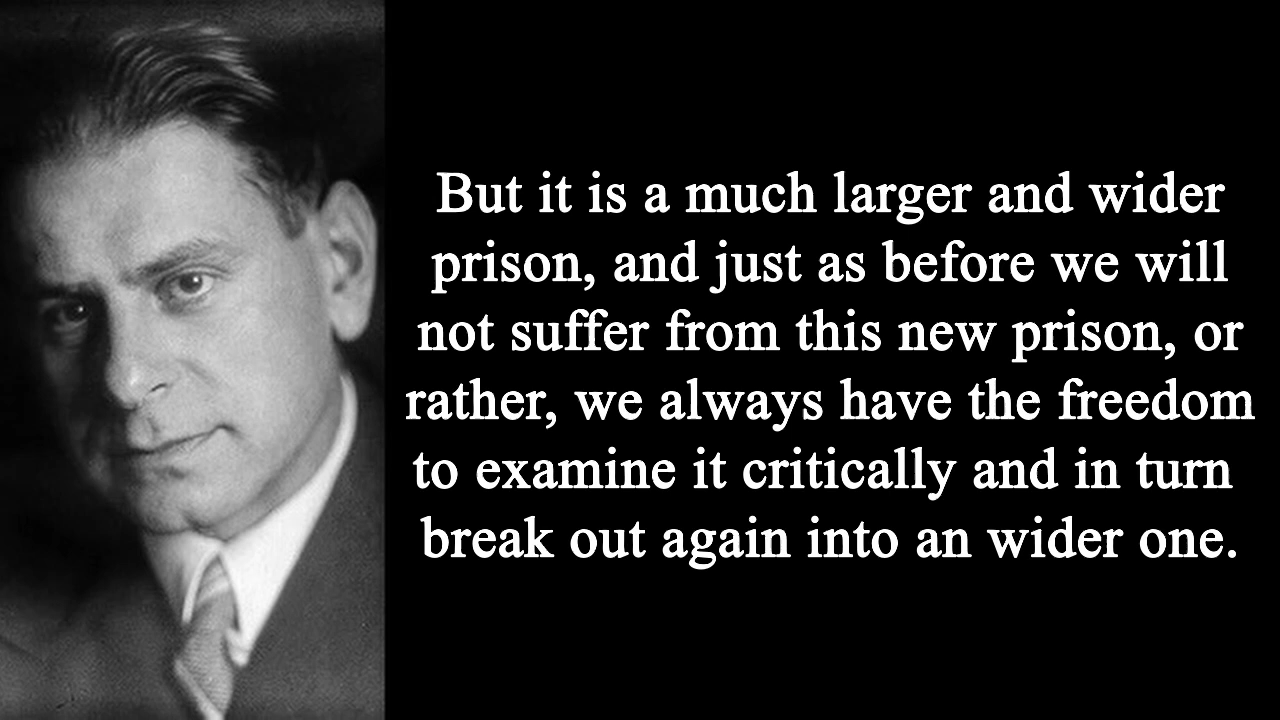 But it is a much larger and wider
prison, and just as before we will
not suffer from this new prison, or
rather, we always have the freedom
to examine it critically and in turn
break out again into an wider one.